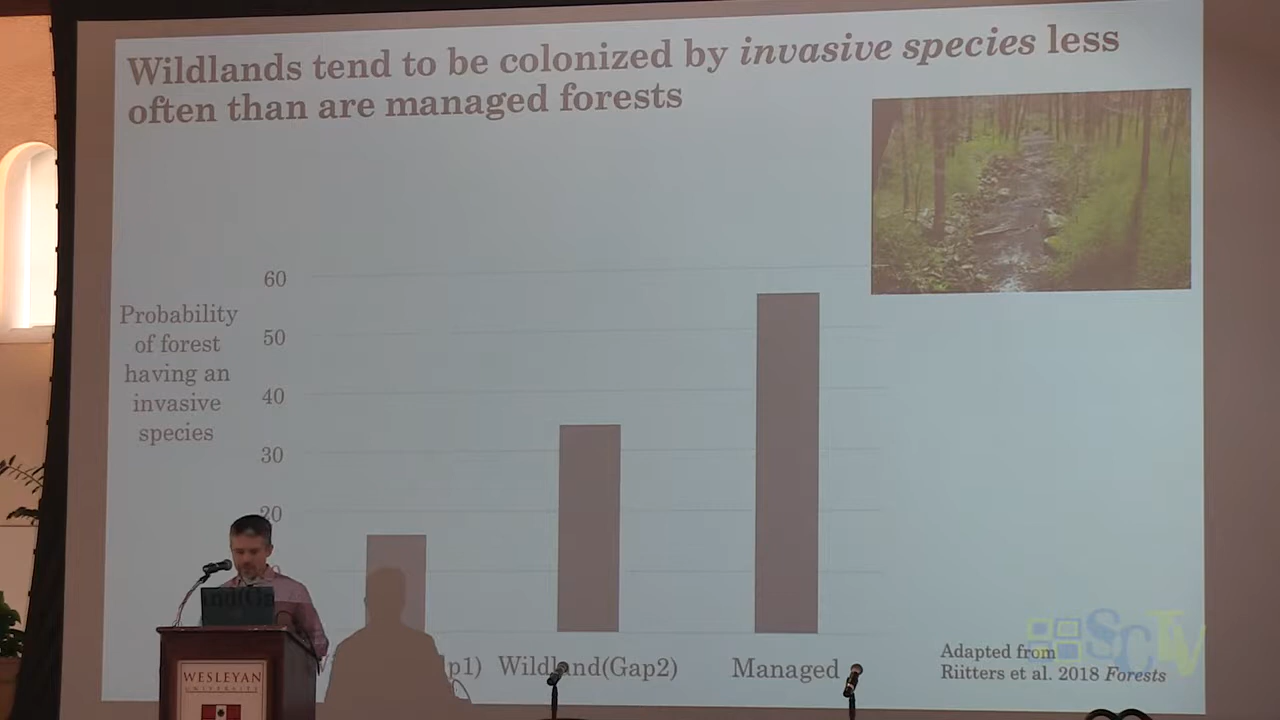 Wildlands tend to be colonized by invasive species less
often than are managed forests
60
50
40
30
20
Probability
of forest
having an
invasive
species
p1)
Wildland(Gap2)
Managed
Adapted from
Riitters et al. 2018 Forests
WESLEYAN
UNIVERSITY
SCTV